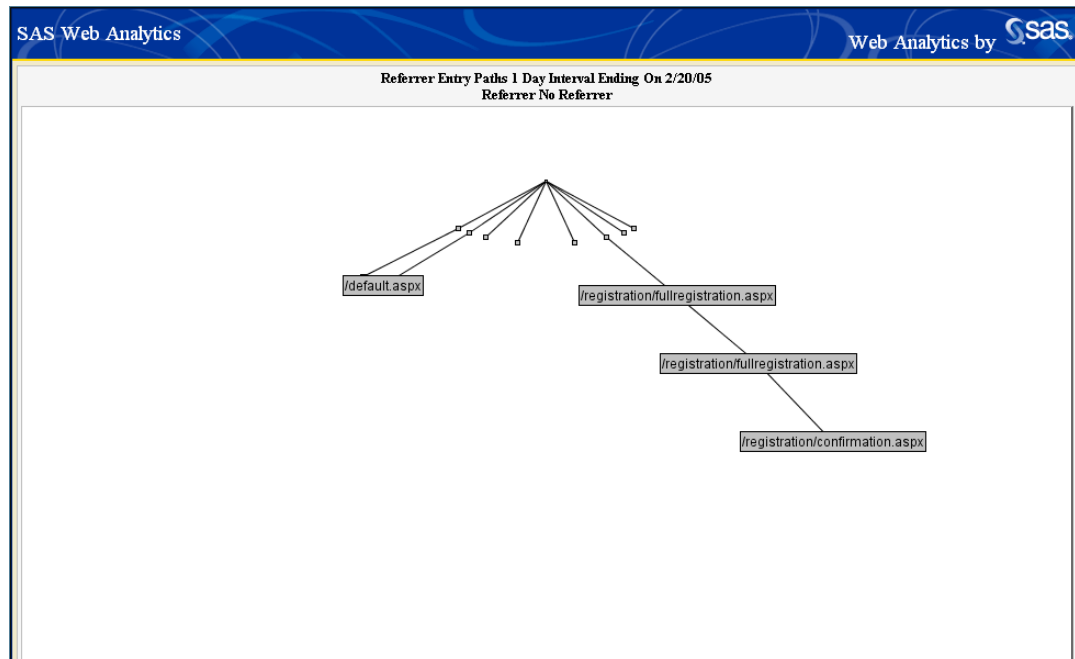 SAS Web Analytics
Web Analytics by Ssas.
Referrer Entry Paths 1 Day Interval Ending On 2/20/05
Referrer No Referrer
/default.aspx
/registration/fullregistration.aspx
/registration/fullregistration.aspx
/registration/confirmation.aspx